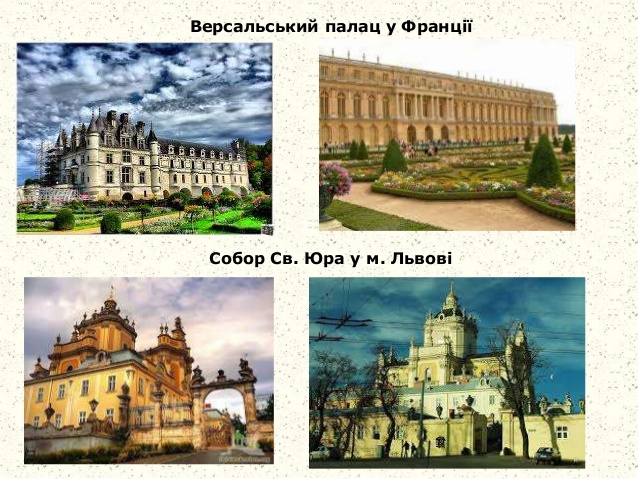 Версальський палац у Франції
Собор Св. Юра у м. Львові